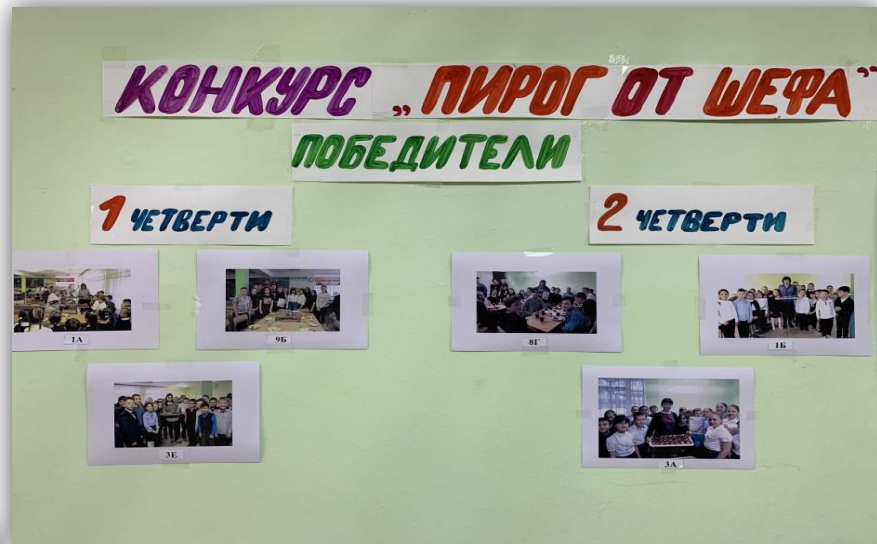 КОНКУРС „ ПИРОГ ОТ ШЕФА”
ПОБЕДИТЕЛИ
1 ЧЕТВЕРТИ
2 ЧЕТВЕРТИ
1А
9Б
8Г
1Б
3Е
3А